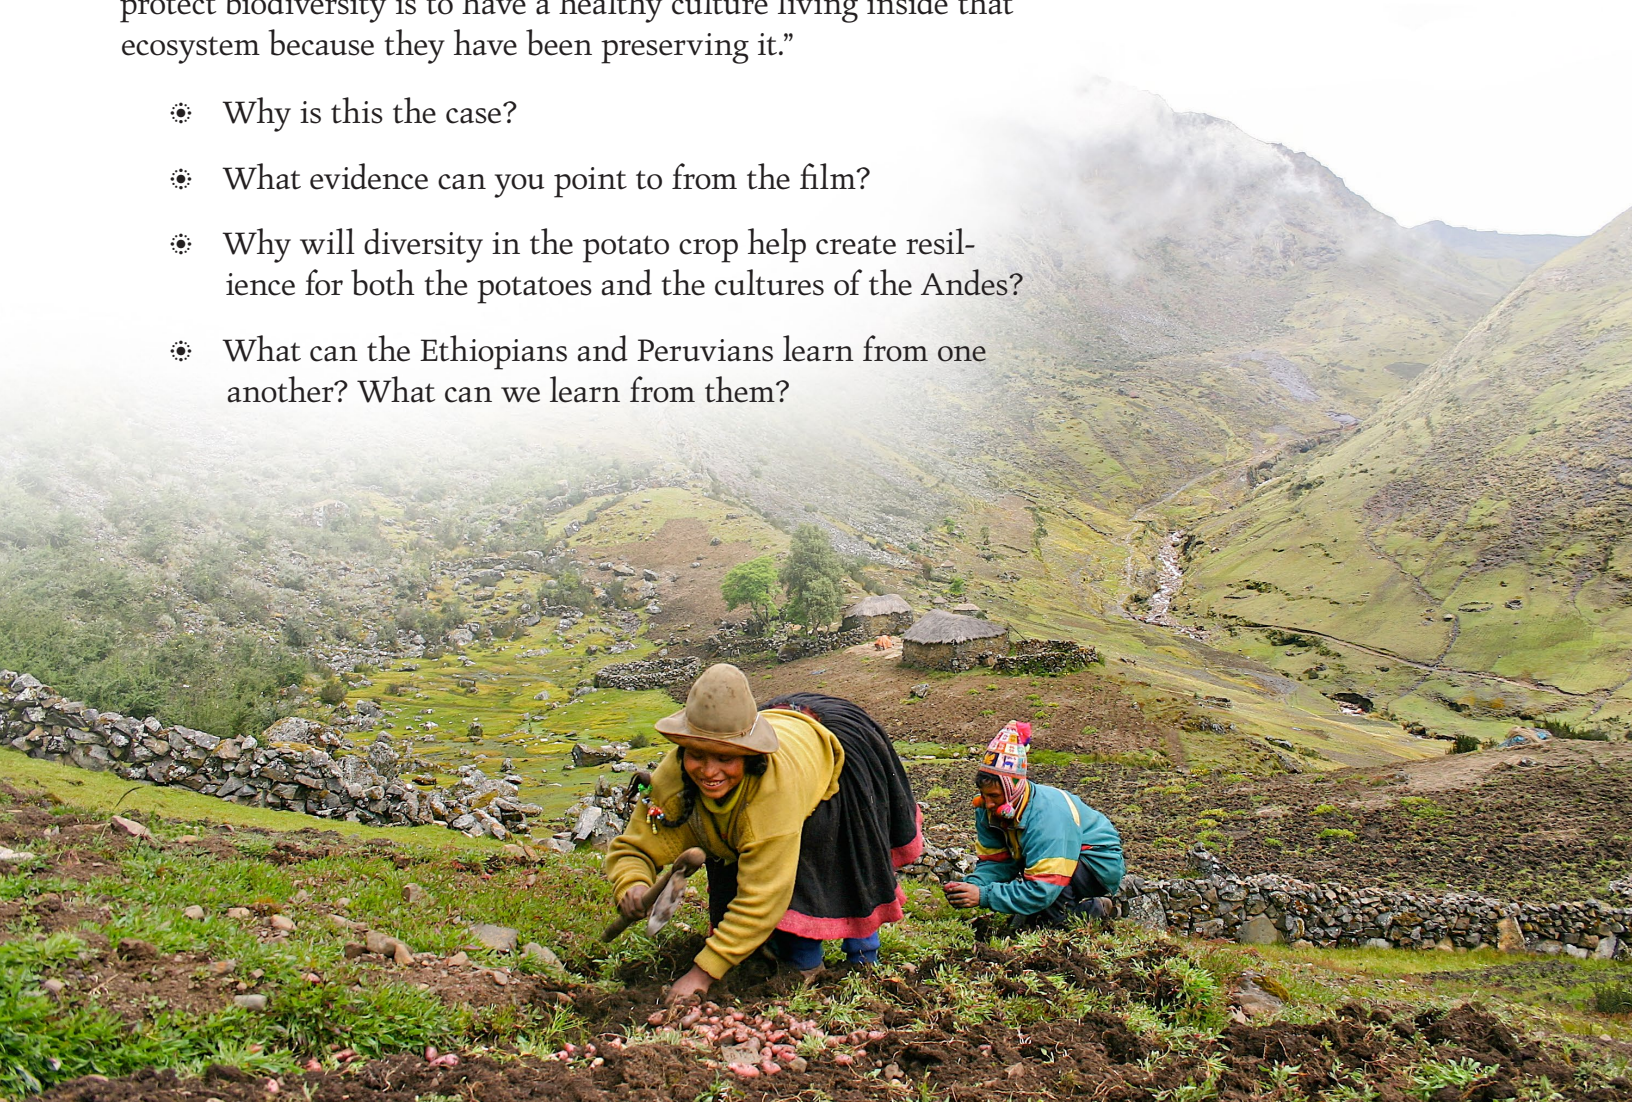 protect biodiversity is to have a healthy culture living inside that
ecosystem because they have been preserving it.”
Why is this the case?
What evidence can you point to from the film?
Why will diversity in the potato crop help create resil-
ience for both the potatoes and the cultures of the Andes?
What can the Ethiopians and Peruvians learn from one
another? What can we learn from them?